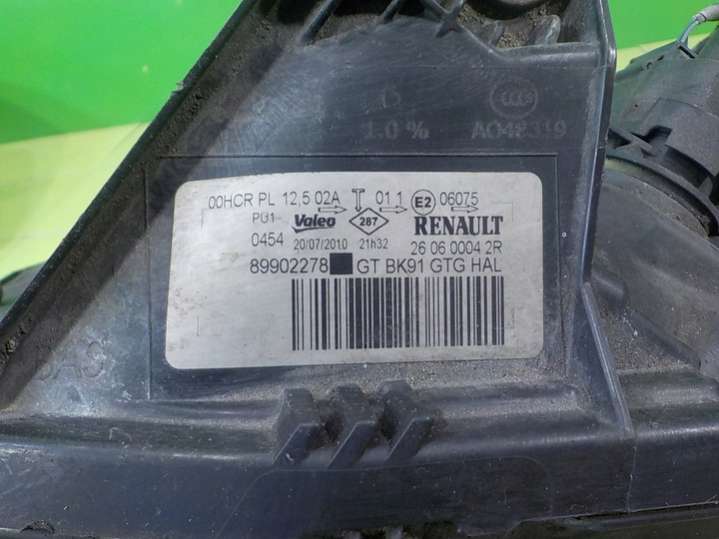 1.0 % A048319
00HCR PL 12,5 02A 01 1 E2 06075
PU1 Valeo 287 RENAULT
0454 20/07/2010 21h32 26 06 0004 2R
89902278 GT BK91 GTG HAL